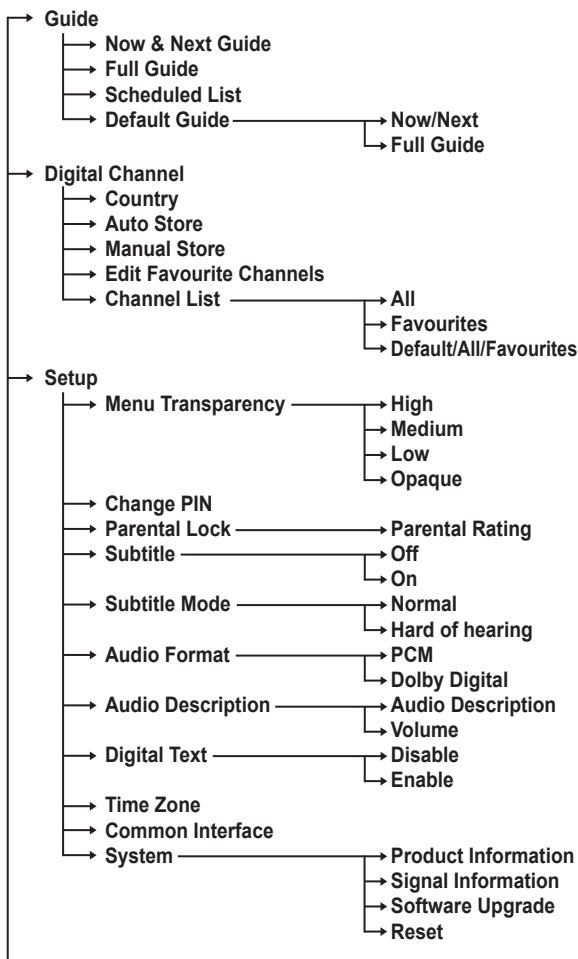 Guide
Now & Next Guide
Full Guide
Scheduled List
Default Guide Now/Next
Full Guide
Digital Channel
Country
Auto Store
Manual Store
Edit Favourite Channels
Channel List All
Favourites
Default/All/Favourites
Setup
Menu Transparency High
Medium
Low
Opaque
Change PIN
Parental Lock Parental Rating
Subtitle Off
On
Subtitle Mode Normal
Hard of hearing
Audio Format PCM
Dolby Digital
Audio Description Audio Description
Volume
Digital Text Disable
Enable
Time Zone
Common Interface
System Product Information
Signal Information
Software Upgrade
Reset